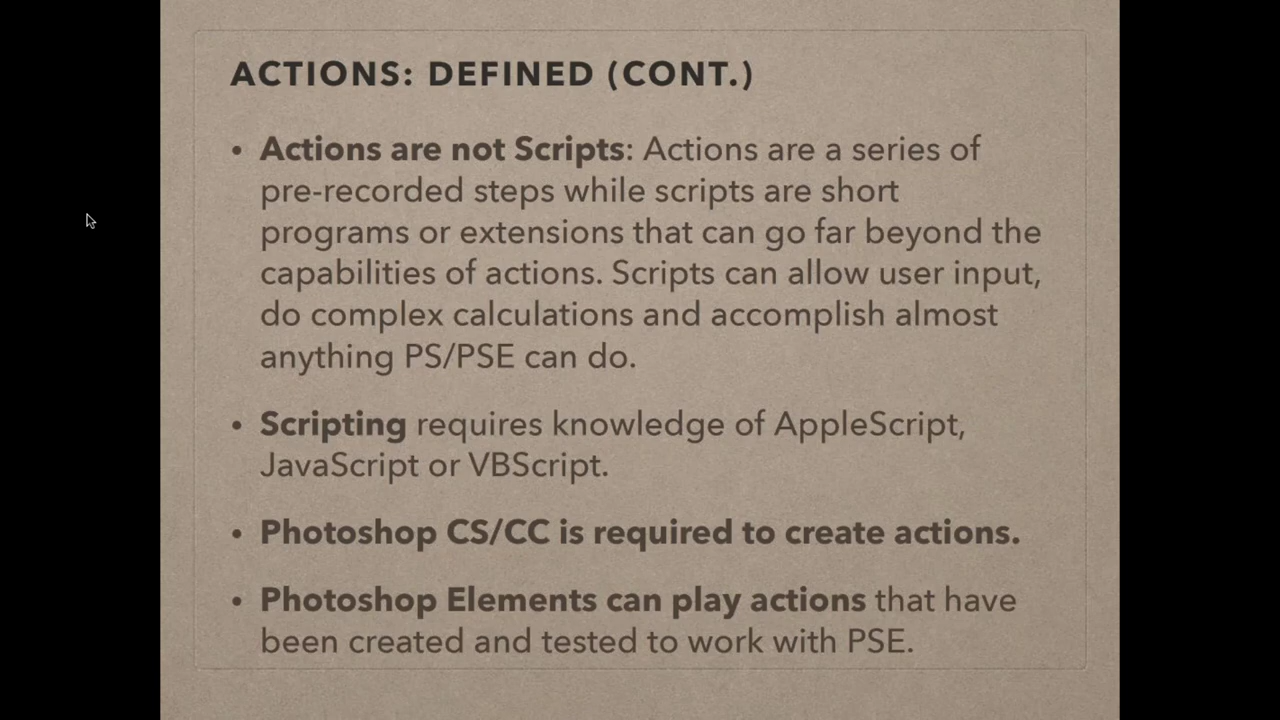 ACTIONS: DEFINED (CONT.)
• Actions are not Scripts: Actions are a series of
pre-recorded steps while scripts are short
programs or extensions that can go far beyond the
capabilities of actions. Scripts can allow user input,
do complex calculations and accomplish almost
anything PS/PSE can do.
• Scripting requires knowledge of AppleScript,
JavaScript or VBScript.
• Photoshop CS/CC is required to create actions.
• Photoshop Elements can play actions that have
been created and tested to work with PSE.